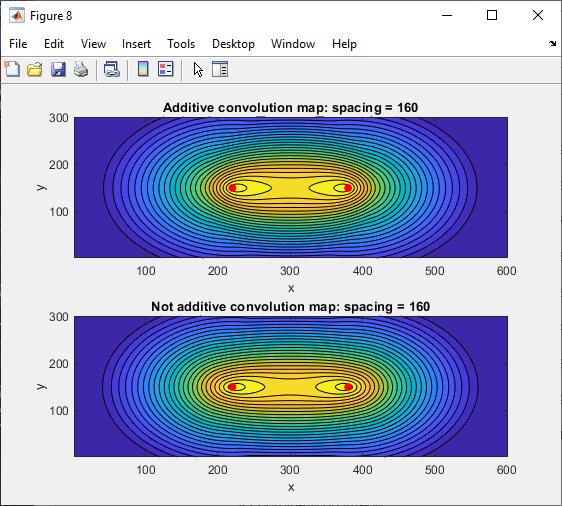 Figure 8
File Edit View Insert Tools Desktop Window Help
Additive convolution map: spacing = 160
300
200
100
y
100 200 300 400 500 600
x
Not additive convolution map: spacing = 160
300
200
100
y
100 200 300 400 500 600
x